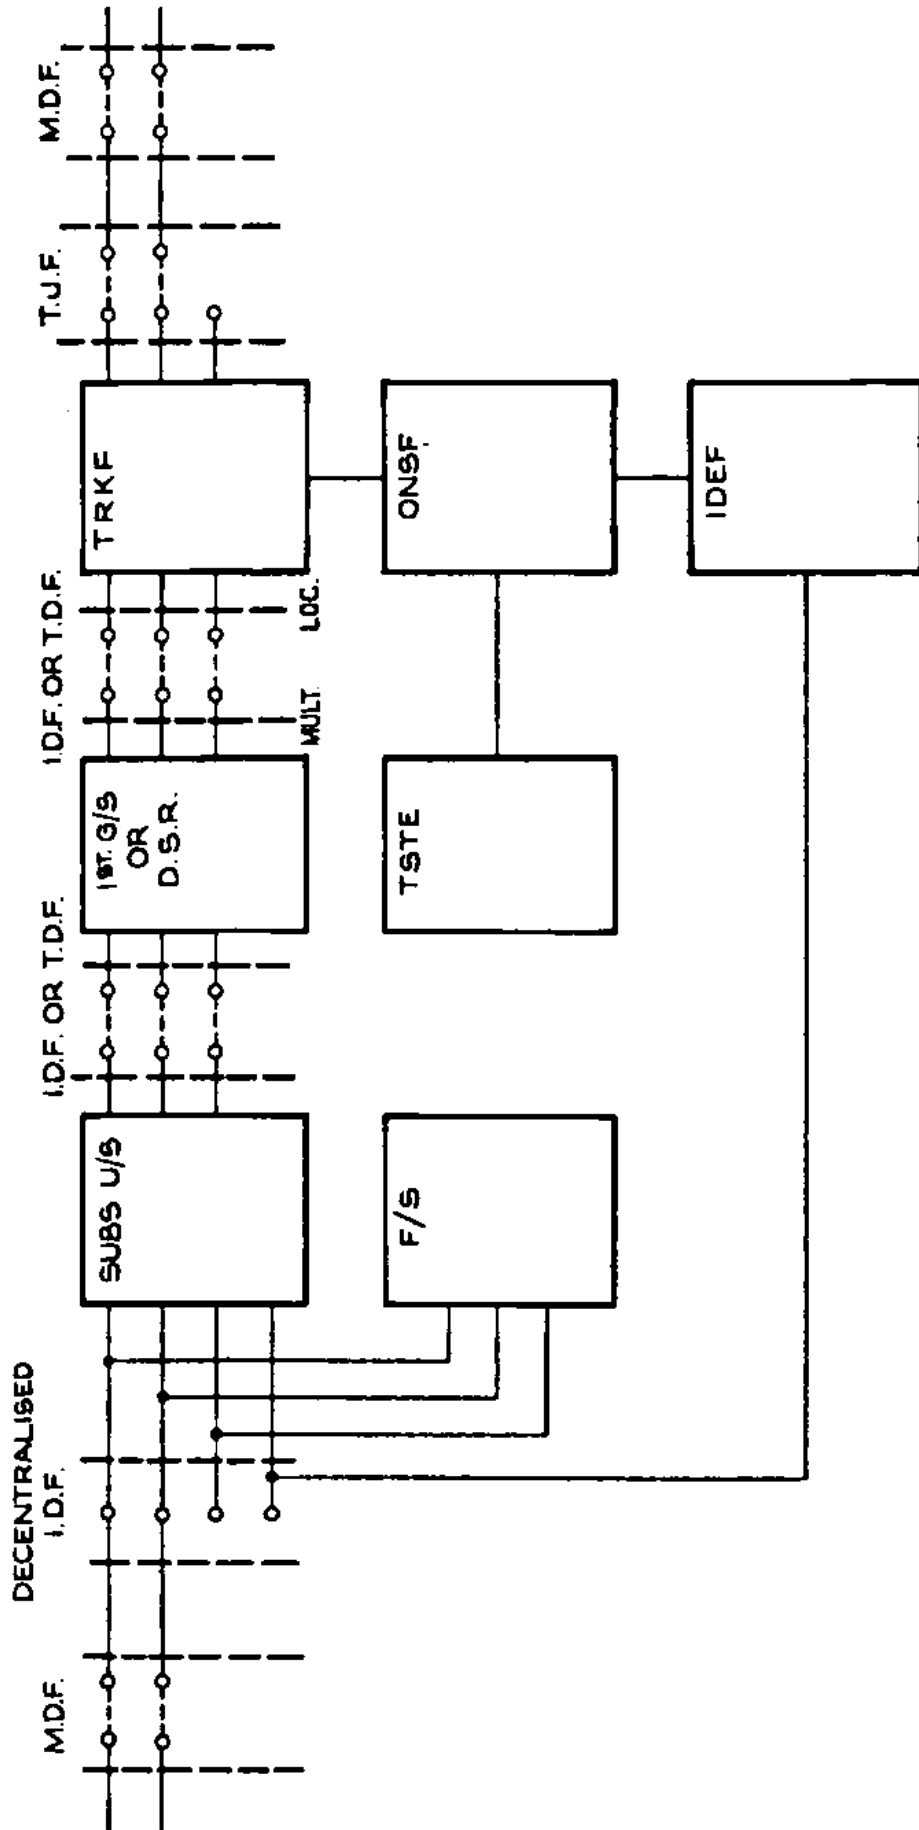 DECENTRALISED
M.D.F.
I.D.F.
I.D.F. OR T.D.F.
I.D.F. OR T.D.F.
T.J.F.
M.D.F.
SUBS U/S
1ST. G/S
OR
D.S.R.
MULT.
LOC.
TRKF
F/S
TSTE
ONSF
IDEF